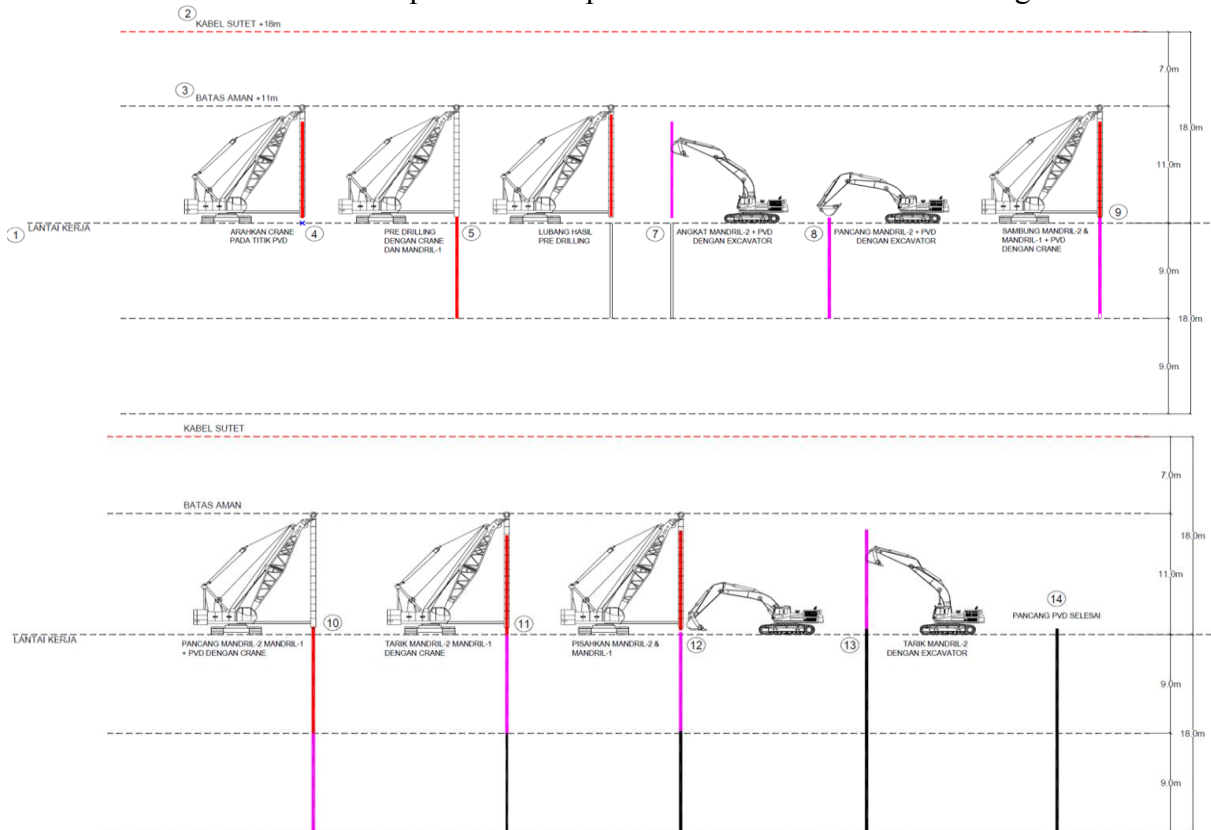 2 KABEL SUTET +18m
7.0m
3 BATAS AMAN +11m
18.0m
11.0m
1 LANTAI KERJA
ARAHKAN CRANE
PADA TITIK PVD
4
PRE DRILLING
DENGAN CRANE
DAN MANDRIL-1
5
LUBANG HASIL
PRE DRILLING
7
ANGKAT MANDRIL-2 + PVD
DENGAN EXCAVATOR
8
PANCANG MANDRIL-2 + PVD
DENGAN EXCAVATOR
9
SAMBUNG MANDRIL-2 &
MANDRIL-1 + PVD
DENGAN CRANE
9.0m
18.0m
9.0m
KABEL SUTET
7.0m
BATAS AMAN
18.0m
11.0m
LANTAI KERJA
10
PANCANG MANDRIL-2 MANDRIL-1
+ PVD DENGAN CRANE
11
TARIK MANDRIL-2 MANDRIL-1
DENGAN CRANE
12
PISAHKAN MANDRIL-2 &
MANDRIL-1
13
TARIK MANDRIL-2
DENGAN EXCAVATOR
14
PANCANG PVD SELESAI
9.0m
18.0m
9.0m